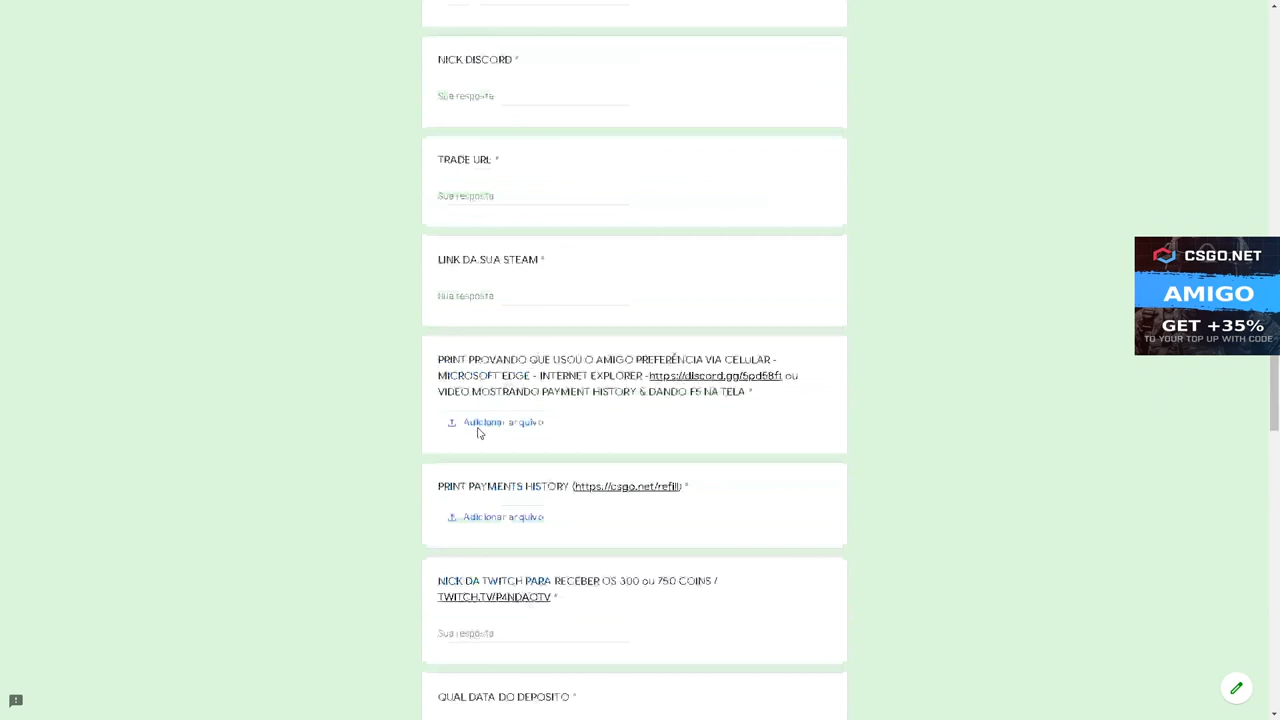 NICK DISCORD *
Sua resposta
TRADE URL *
Sua resposta
LINK DA SUA STEAM *
Sua resposta
PRINT PROVANDO QUE USOU O AMIGO PREFERÊNCIA VIA CELULAR -
MICROSOFT EDGE - INTERNET EXPLORER - https://discord.gg/5pd58f1 ou
VIDEO MOSTRANDO PAYMENT HISTORY & DANDO F5 NA TELA *
Adicionar arquivo
PRINT PAYMENTS HISTORY (https://csgo.net/refill) *
Adicionar arquivo
NICK DA TWITCH PARA RECEBER OS 300 ou 750 COINS /
TWITCH.TV/P4NDAOTV *
Sua resposta
QUAL DATA DO DEPOSITO *
CSGO.NET
AMIGO
GET +35%
TO YOUR TOP UP WITH CODE